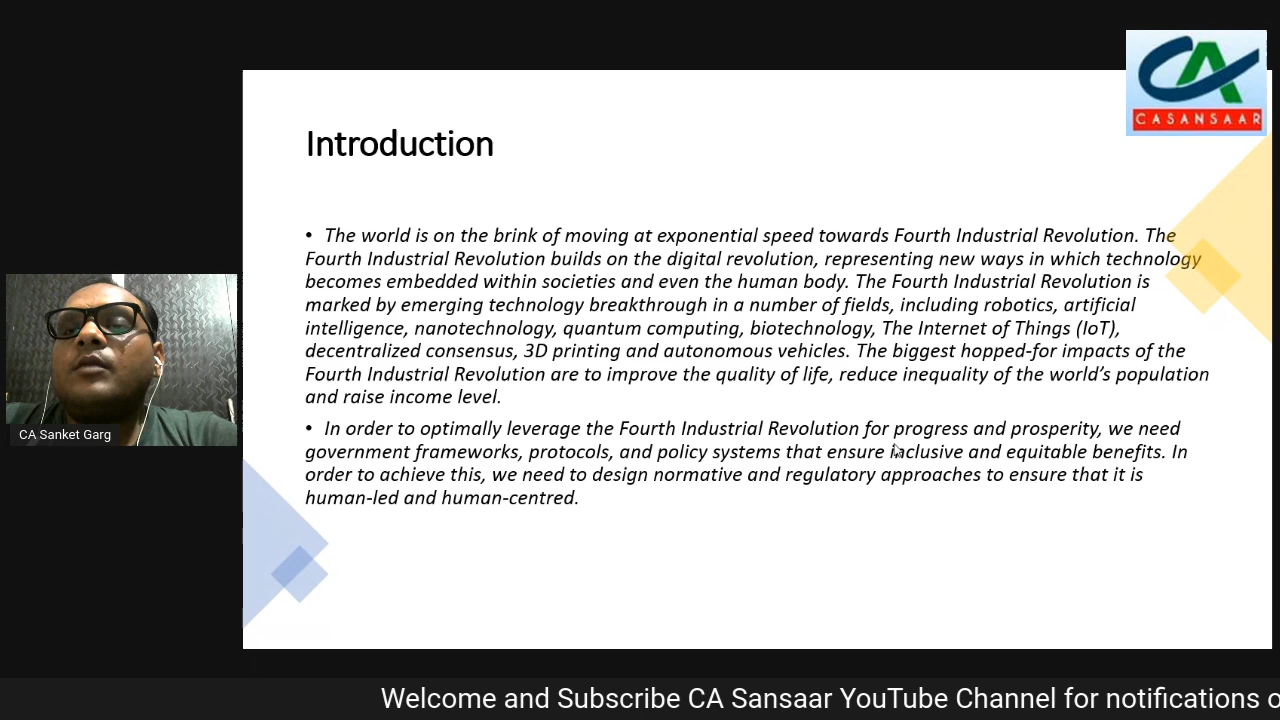 CASANSAAR
Introduction
• The world is on the brink of moving at exponential speed towards Fourth Industrial Revolution. The
Fourth Industrial Revolution builds on the digital revolution, representing new ways in which technology
becomes embedded within societies and even the human body. The Fourth Industrial Revolution is
marked by emerging technology breakthrough in a number of fields, including robotics, artificial
intelligence, nanotechnology, quantum computing, biotechnology, The Internet of Things (IoT),
decentralized consensus, 3D printing and autonomous vehicles. The biggest hopped-for impacts of the
Fourth Industrial Revolution are to improve the quality of life, reduce inequality of the world's population
and raise income level.
• In order to optimally leverage the Fourth Industrial Revolution for progress and prosperity, we need
government frameworks, protocols, and policy systems that ensure inclusive and equitable benefits. In
order to achieve this, we need to design normative and regulatory approaches to ensure that it is
human-led and human-centred.
CA Sanket Garg
Welcome and Subscribe CA Sansaar YouTube Channel for notifications